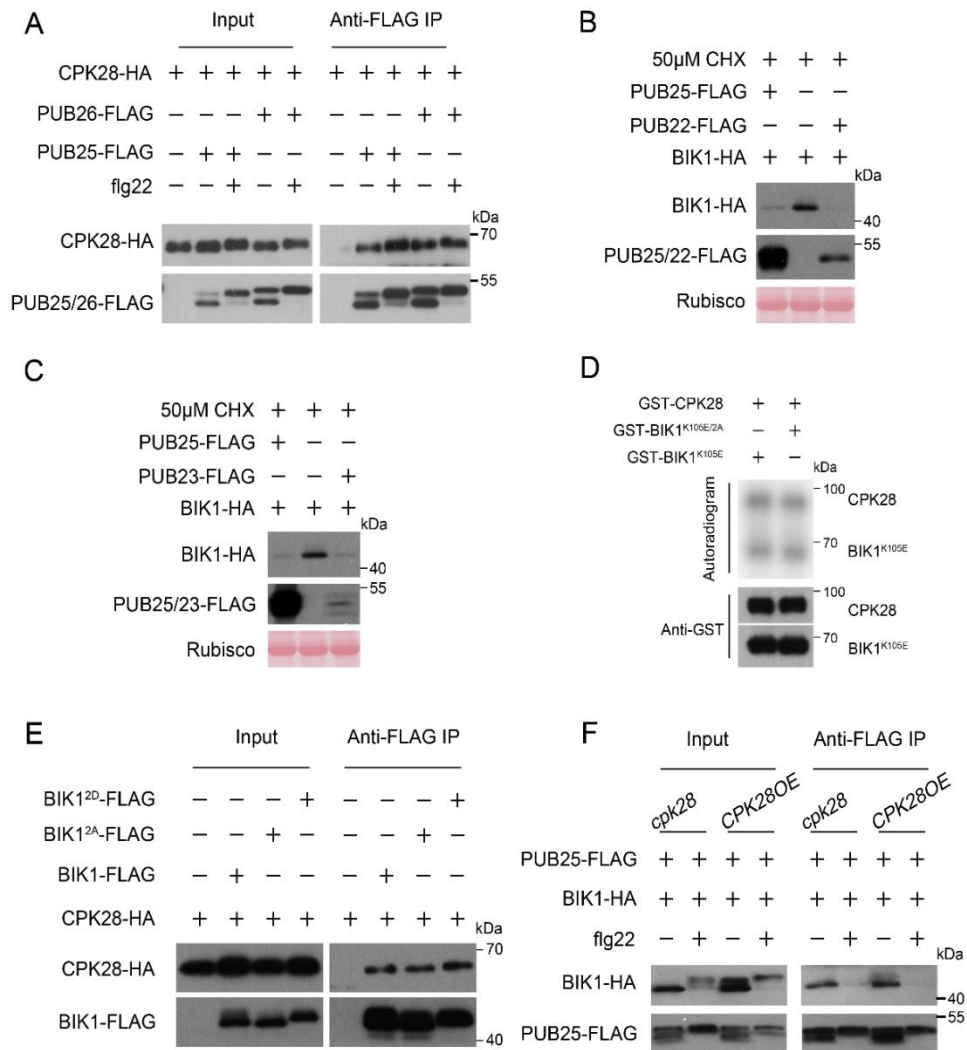 A
Input Anti-FLAG IP
CPK28-HA + + + + + + + + + +
PUB26-FLAG − − − + + − − − + +
PUB25-FLAG − + + − − − + + − −
flg22 − − + − + − − + − +
kDa
CPK28-HA 70
PUB25/26-FLAG 55
B
50µM CHX + + +
PUB25-FLAG + − −
PUB22-FLAG − − +
BIK1-HA + + +
kDa
BIK1-HA 40
PUB25/22-FLAG 55
Rubisco
C
50µM CHX + + +
PUB25-FLAG + − −
PUB23-FLAG − − +
BIK1-HA + + +
kDa
BIK1-HA 40
PUB25/23-FLAG 55
Rubisco
D
GST-CPK28 + +
GST-BIK1K105E/2A − +
GST-BIK1K105E + −
kDa
Autoradiogram
100 CPK28
70 BIK1K105E
Anti-GST
100 CPK28
70 BIK1K105E
E
Input Anti-FLAG IP
BIK12D-FLAG − − − + − − − +
BIK12A-FLAG − − + − − − + −
BIK1-FLAG − + − − − + − −
CPK28-HA + + + + + + + +
kDa
CPK28-HA 70
BIK1-FLAG 40
F
Input Anti-FLAG IP
cpk28 CPK28OE cpk28 CPK28OE
PUB25-FLAG + + + + + + + +
BIK1-HA + + + + + + + +
flg22 − + − + − + − +
kDa
BIK1-HA 40
PUB25-FLAG 55